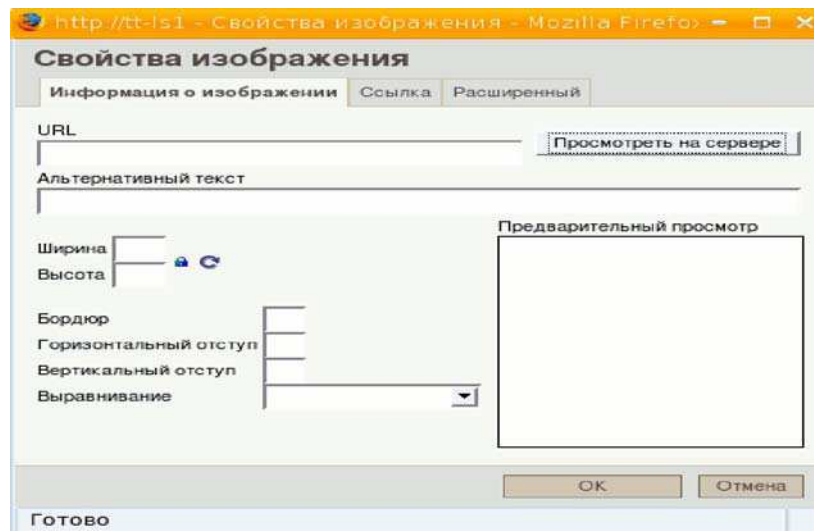 http://tt-ls1 - Свойства изображения - Mozilla Firefox
Свойства изображения
Информация о изображении Ссылка Расширенный
URL
Просмотреть на сервере
Альтернативный текст
Предварительный просмотр
Ширина
Высота
Бордюр
Горизонтальный отступ
Вертикальный отступ
Выравнивание
OK Отмена
Готово